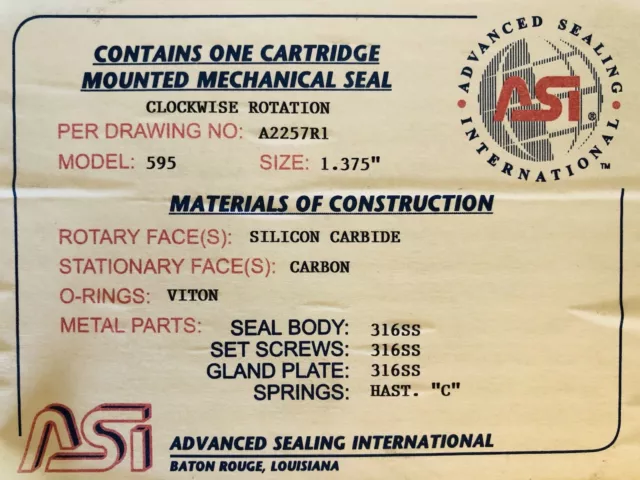 CONTAINS ONE CARTRIDGE
MOUNTED MECHANICAL SEAL
CLOCKWISE ROTATION
PER DRAWING NO: A2257R1
MODEL: 595 SIZE: 1.375"
ADVANCED SEALING
ASI ®
• INTERNATIONAL • ™
MATERIALS OF CONSTRUCTION
ROTARY FACE(S): SILICON CARBIDE
STATIONARY FACE(S): CARBON
O-RINGS: VITON
METAL PARTS: SEAL BODY: 316SS
SET SCREWS: 316SS
GLAND PLATE: 316SS
SPRINGS: HAST. "C"
ASI ADVANCED SEALING INTERNATIONAL
BATON ROUGE, LOUISIANA